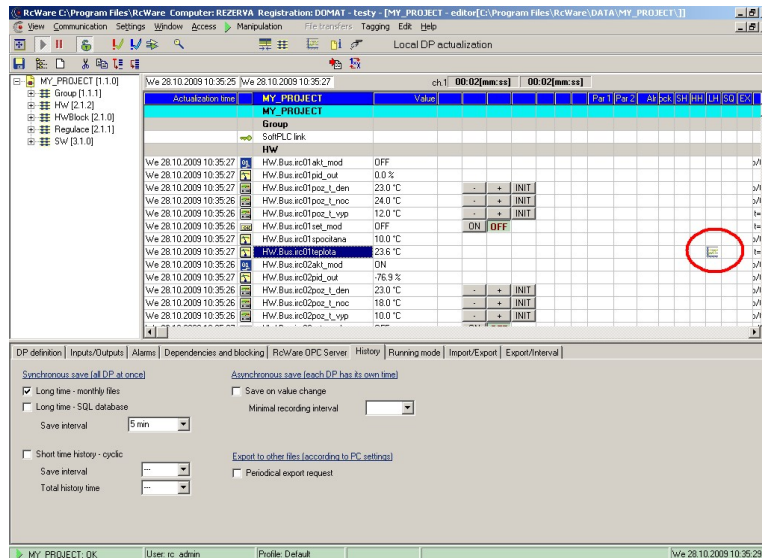 RcWare C:\Program Files\RcWare Computer: REZERVA Registration: DOMAT - testy - [MY_PROJECT - editor[C:\Program Files\RcWare\DATA\MY_PROJECT\]]
View Communication Settings Window Access Manipulation File transfers Tagging Edit Help
Local DP actualization
MY_PROJECT [1.1.0]
Group [1.1.1]
HW [2.1.2]
HWBlock [2.1.0]
Regulace [2.1.1]
SW [3.1.0]
We 28.10.2009 10:35:25 We 28.10.2009 10:35:27 ch.1 00:02[mm:ss] 00:02[mm:ss]
Actualization time MY_PROJECT Value Par 1 Par 2 Alr SH HH LH SQ EX
MY_PROJECT
Group
SoftPLC link
HW
We 28.10.2009 10:35:27 HW.Bus.irc01akt_mod OFF
We 28.10.2009 10:35:27 HW.Bus.irc01pid_out 0.0 %
We 28.10.2009 10:35:27 HW.Bus.irc01poz_t_den 23.0 °C - + INIT
We 28.10.2009 10:35:26 HW.Bus.irc01poz_t_noc 24.0 °C - + INIT
We 28.10.2009 10:35:26 HW.Bus.irc01poz_t_vyp 12.0 °C - + INIT
We 28.10.2009 10:35:26 HW.Bus.irc01set_mod OFF ON OFF
We 28.10.2009 10:35:27 HW.Bus.irc01spocitana 10.0 °C
We 28.10.2009 10:35:27 HW.Bus.irc01teplota 23.6 °C
We 28.10.2009 10:35:26 HW.Bus.irc02akt_mod ON
We 28.10.2009 10:35:27 HW.Bus.irc02pid_out -76.9 %
We 28.10.2009 10:35:26 HW.Bus.irc02poz_t_den 23.0 °C - + INIT
We 28.10.2009 10:35:26 HW.Bus.irc02poz_t_noc 18.0 °C - + INIT
We 28.10.2009 10:35:26 HW.Bus.irc02poz_t_vyp 10.0 °C - + INIT
DP definition Inputs/Outputs Alarms Dependencies and blocking RcWare OPC Server History Running mode Import/Export Export/Interval
Synchronous save (all DP at once) Asynchronous save (each DP has its own time)
Long time - monthly files Save on value change
Long time - SQL database Minimal recording interval
Save interval 5 min
Short time history - cyclic Export to other files (according to PC settings)
Save interval --- Periodical export request
Total history time ---
MY_PROJECT: OK User: rc_admin Profile: Default We 28.10.2009 10:35:29